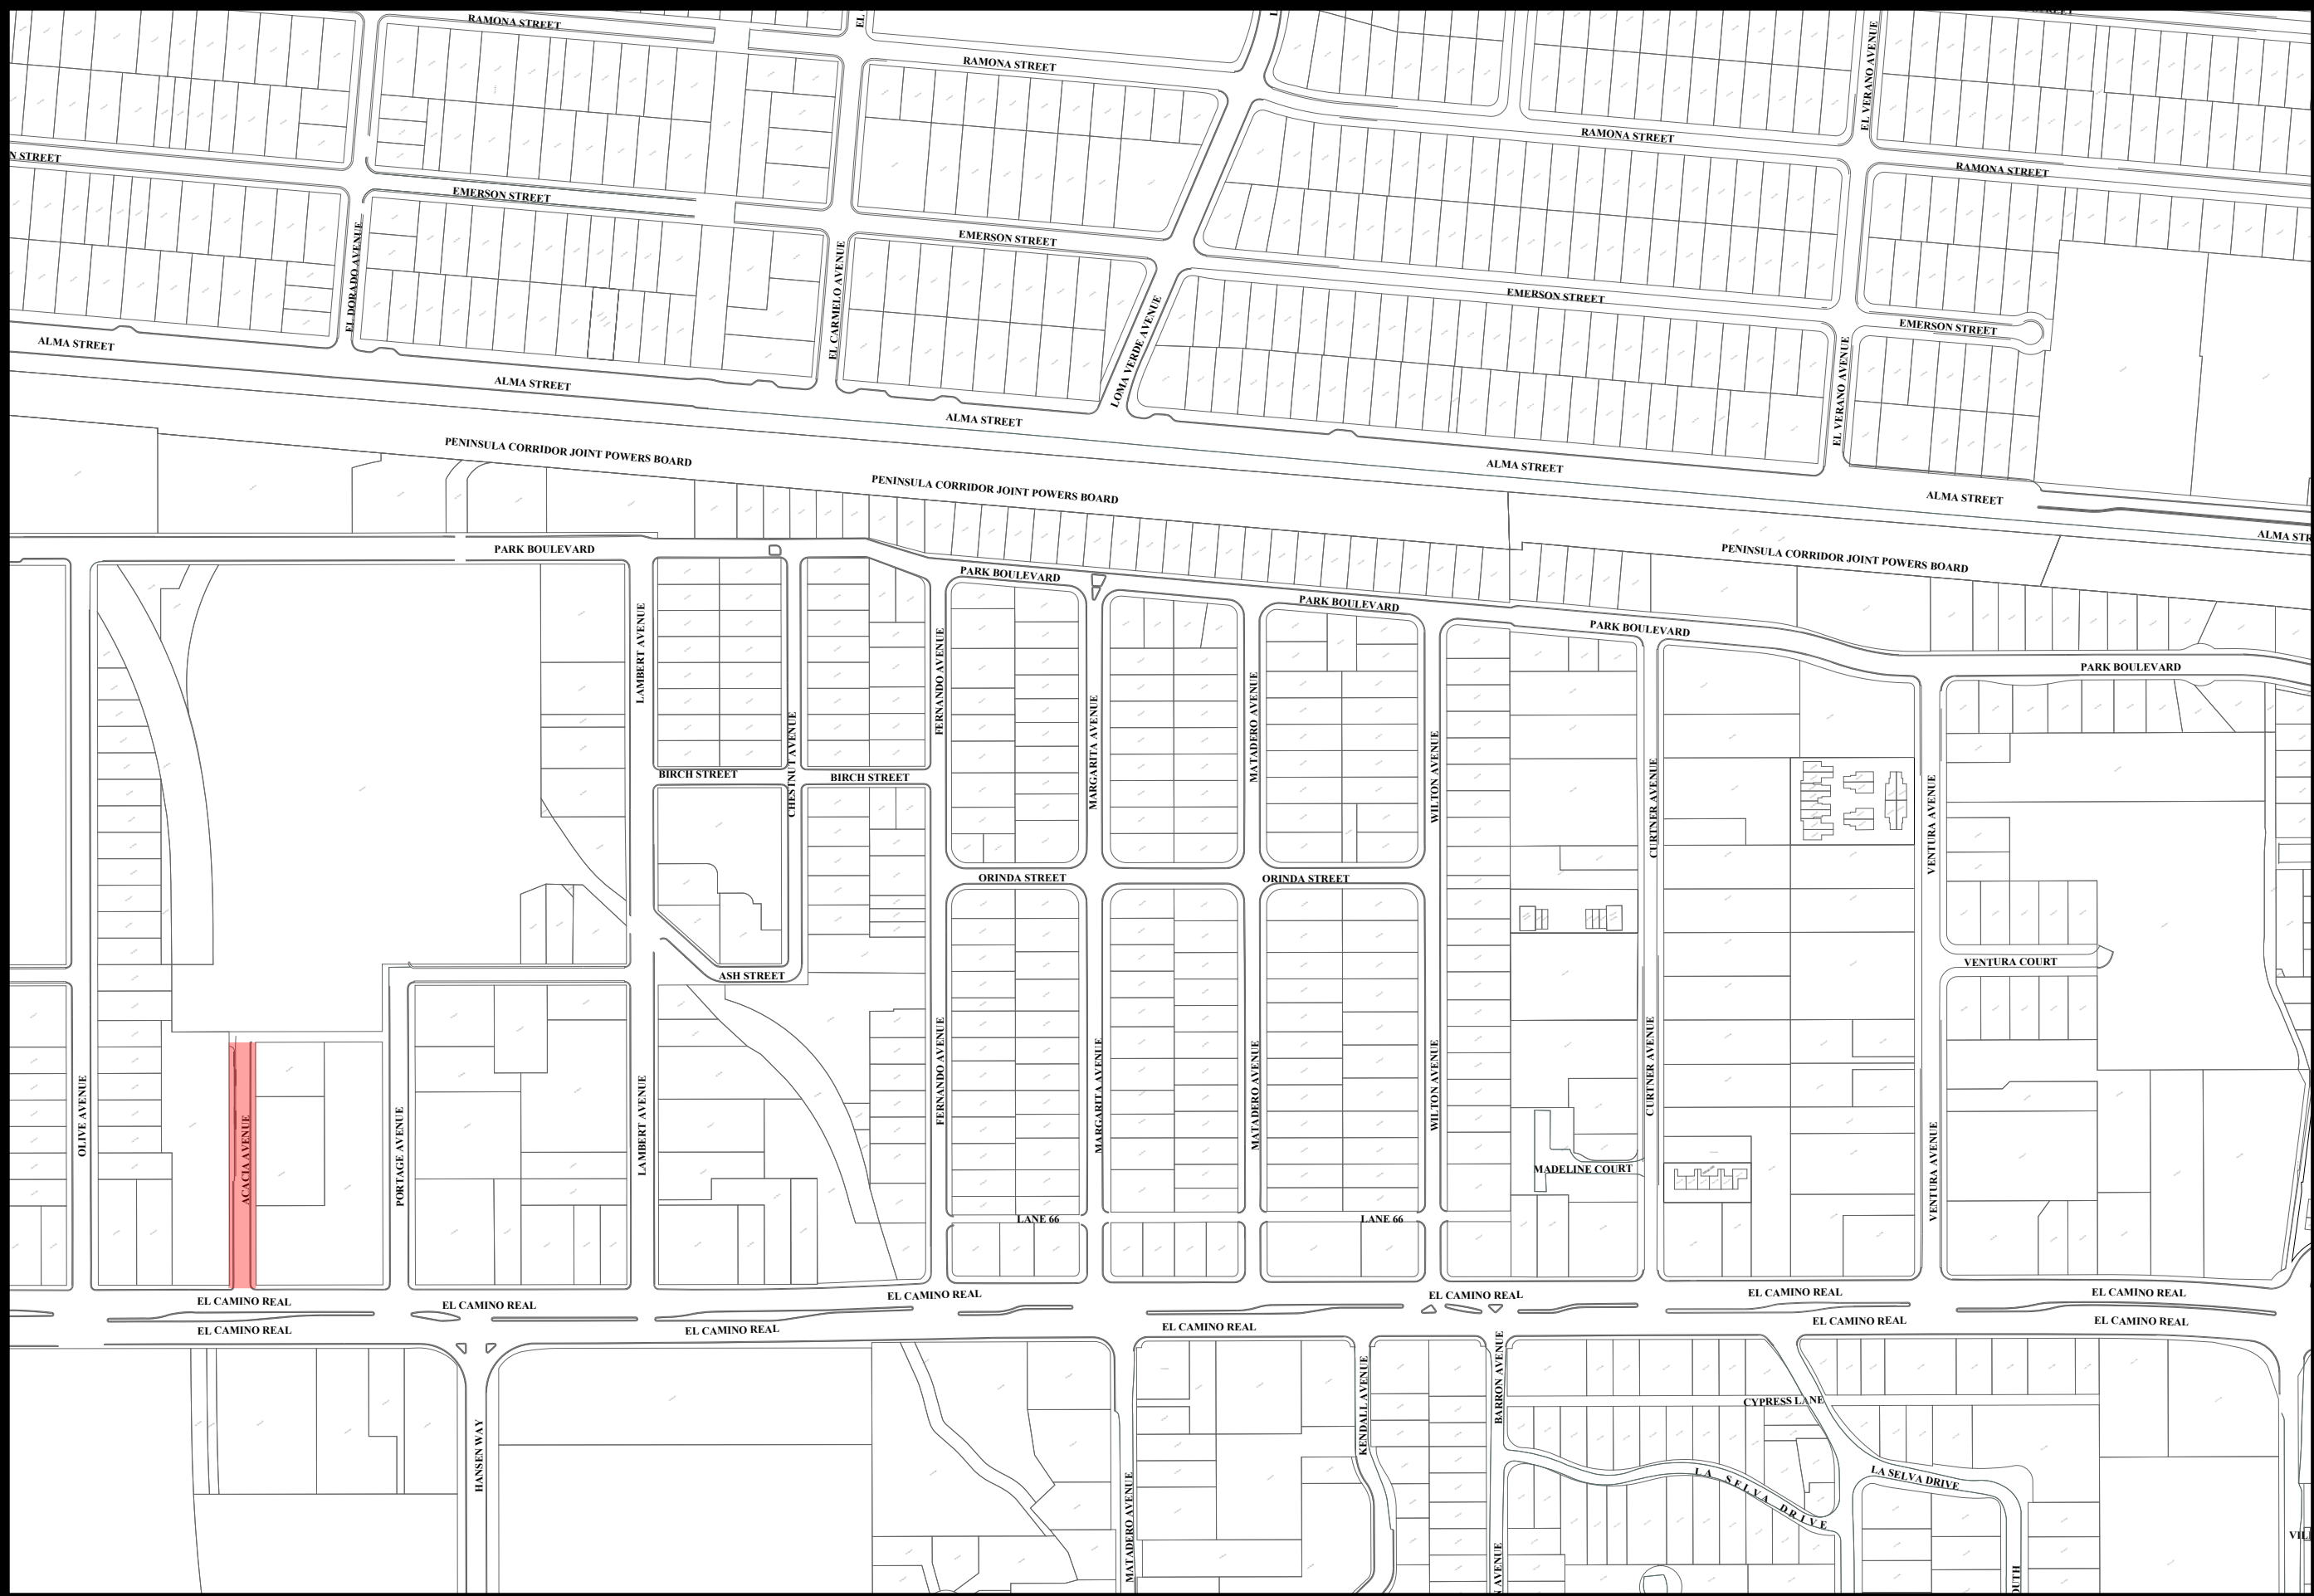 RAMONA STREET
RAMONA STREET
EL VERANO AVENUE
RAMONA STREET
RAMONA STREET
N STREET
EMERSON STREET
EMERSON STREET
EMERSON STREET
EMERSON STREET
EL DORADO AVENUE
EL CARMELO AVENUE
LOMA VERDE AVENUE
EL VERANO AVENUE
ALMA STREET
ALMA STREET
ALMA STREET
ALMA STREET
ALMA STREET
ALMA STR
PENINSULA CORRIDOR JOINT POWERS BOARD
PENINSULA CORRIDOR JOINT POWERS BOARD
PENINSULA CORRIDOR JOINT POWERS BOARD
PARK BOULEVARD
PARK BOULEVARD
PARK BOULEVARD
PARK BOULEVARD
PARK BOULEVARD
LAMBERT AVENUE
CHESTNUT AVENUE
FERNANDO AVENUE
MARGARITA AVENUE
MATADERO AVENUE
WILTON AVENUE
CURTNER AVENUE
VENTURA AVENUE
BIRCH STREET
BIRCH STREET
ORINDA STREET
ORINDA STREET
ASH STREET
VENTURA COURT
OLIVE AVENUE
ACACIA AVENUE
PORTAGE AVENUE
LAMBERT AVENUE
FERNANDO AVENUE
MARGARITA AVENUE
MATADERO AVENUE
WILTON AVENUE
CURTNER AVENUE
VENTURA AVENUE
MADELINE COURT
LANE 66
LANE 66
EL CAMINO REAL
EL CAMINO REAL
EL CAMINO REAL
EL CAMINO REAL
EL CAMINO REAL
EL CAMINO REAL
EL CAMINO REAL
EL CAMINO REAL
EL CAMINO REAL
EL CAMINO REAL
EL CAMINO REAL
HANSEN WAY
MATADERO AVENUE
KENDALL AVENUE
BARRON AVENUE
CYPRESS LANE
LA SELVA DRIVE
LA SELVA DRIVE
N AVENUE
OUTH
VIL